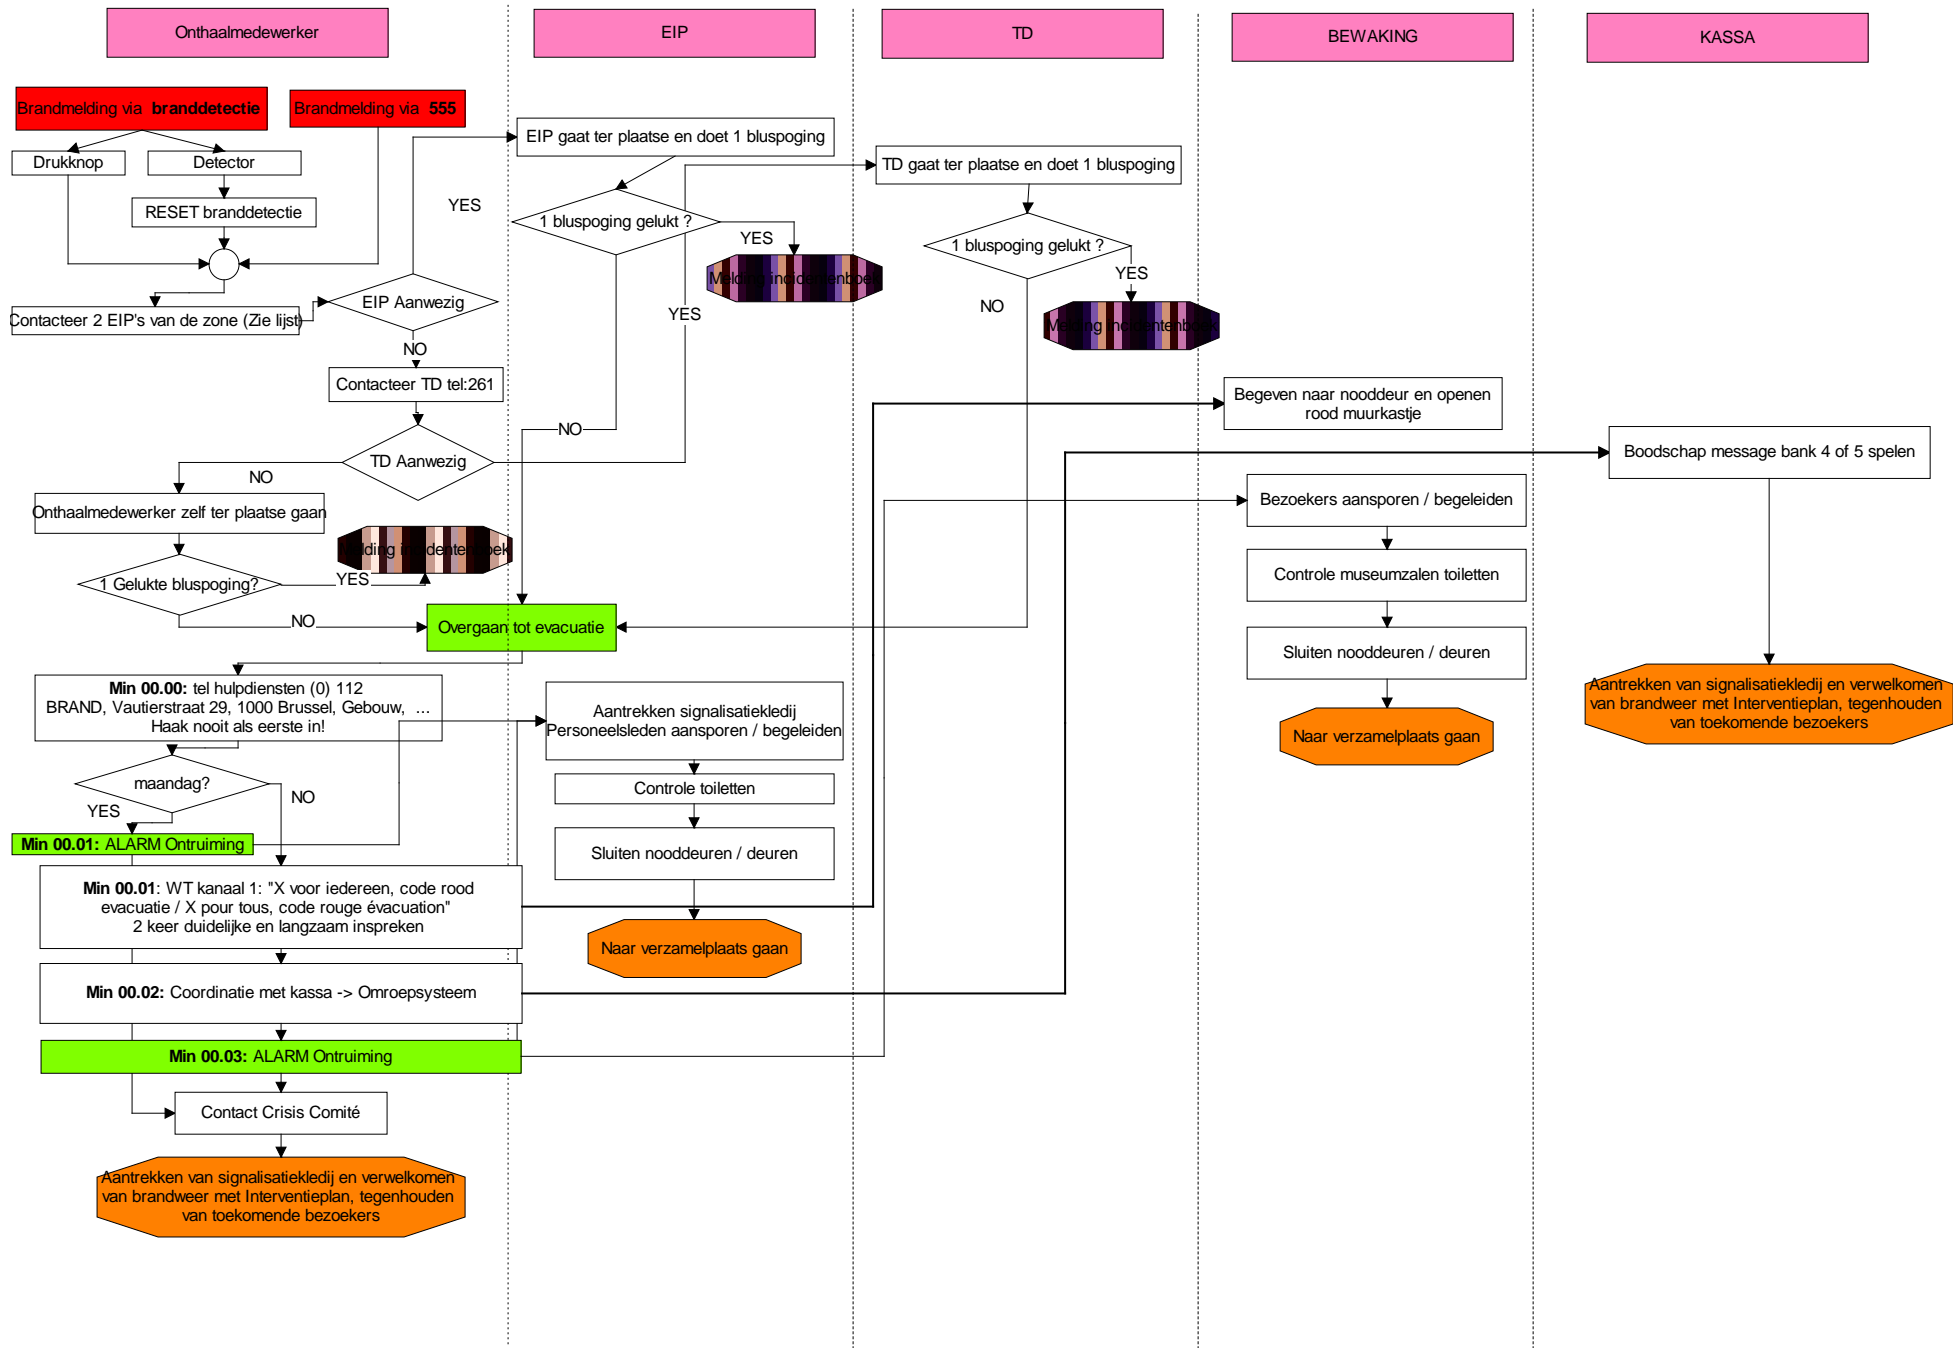 Onthaalmedewerker
EIP
TD
BEWAKING
KASSA
Brandmelding via branddetectie
Brandmelding via 555
Drukknop
Detector
RESET branddetectie
Contacteer 2 EIP's van de zone (Zie lijst)
EIP Aanwezig
YES
NO
Contacteer TD tel:261
TD Aanwezig
NO
YES
Onthaalmedewerker zelf ter plaatse gaan
1 Gelukte bluspoging?
YES
Melding incidentenboek
NO
EIP gaat ter plaatse en doet 1 bluspoging
1 bluspoging gelukt ?
YES
Melding incidentenboek
NO
TD gaat ter plaatse en doet 1 bluspoging
1 bluspoging gelukt ?
YES
Melding incidentenboek
NO
Overgaan tot evacuatie
Min 00.00: tel hulpdiensten (0) 112
BRAND, Vautierstraat 29, 1000 Brussel, Gebouw, ...
Haak nooit als eerste in!
maandag?
YES
NO
Min 00.01: ALARM Ontruiming
Min 00.01: WT kanaal 1: "X voor iedereen, code rood
evacuatie / X pour tous, code rouge évacuation"
2 keer duidelijke en langzaam inspreken
Min 00.02: Coordinatie met kassa -> Omroepsysteem
Min 00.03: ALARM Ontruiming
Contact Crisis Comité
Aantrekken van signalisatiekledij en verwelkomen
van brandweer met Interventieplan, tegenhouden
van toekomende bezoekers
Aantrekken signalisatiekledij
Personeelsleden aansporen / begeleiden
Controle toiletten
Sluiten nooddeuren / deuren
Naar verzamelplaats gaan
Begeven naar nooddeur en openen
rood muurkastje
Bezoekers aansporen / begeleiden
Controle museumzalen toiletten
Sluiten nooddeuren / deuren
Naar verzamelplaats gaan
Boodschap message bank 4 of 5 spelen
Aantrekken van signalisatiekledij en verwelkomen
van brandweer met Interventieplan, tegenhouden
van toekomende bezoekers